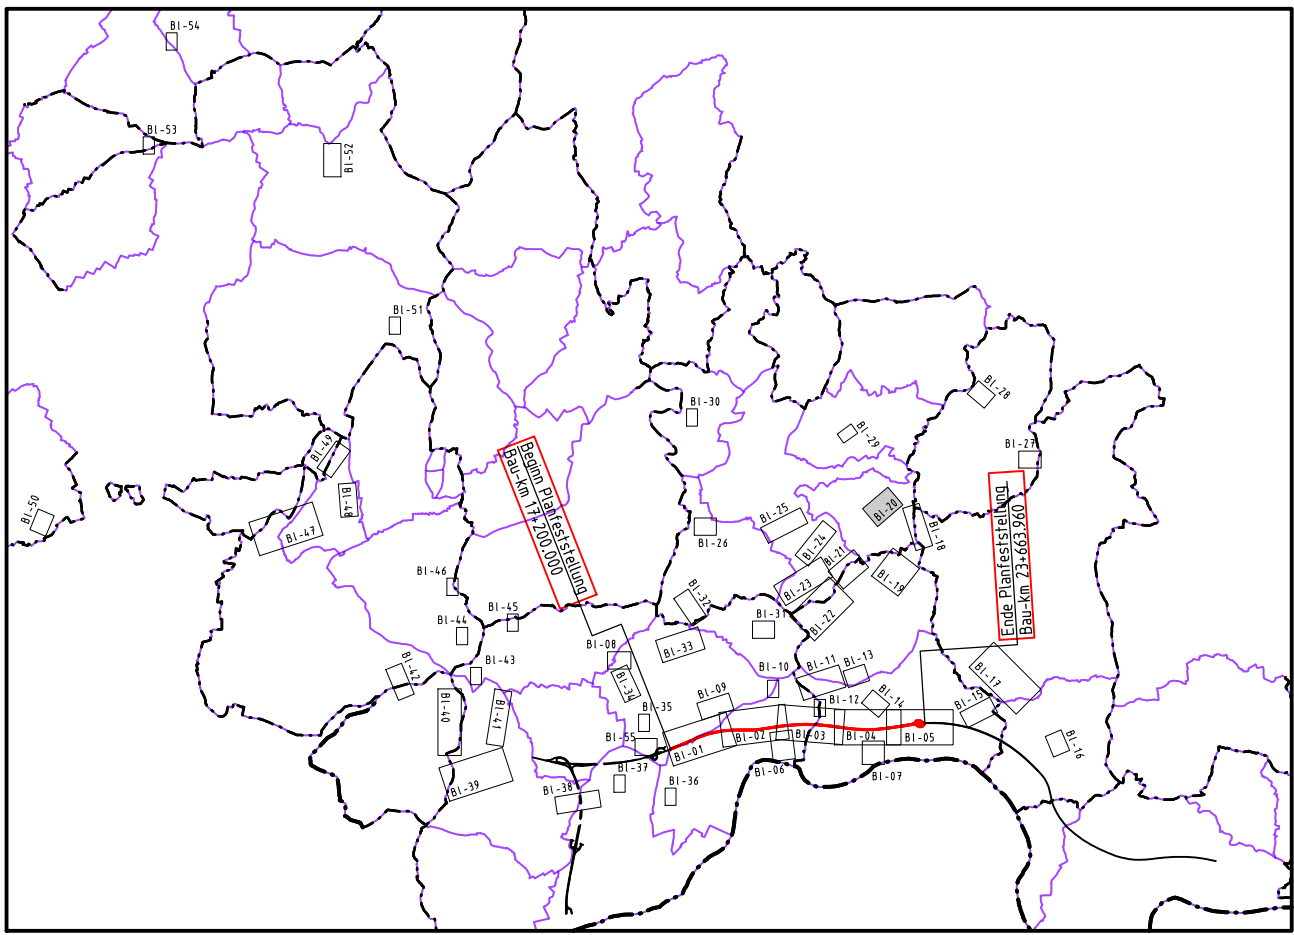 Bl-54
Bl-53
Bl-52
Bl-51
Bl-30
Bl-28
Bl-29
Bl-27
Bl-49
Bl-48
Bl-50
Bl-47
Beginn Planfeststellung
Bau-km 17+200.000
Bl-20
Bl-25
Bl-24
Bl-26
Bl-18
Bl-21
Bl-19
Bl-23
Bl-22
Ende Planfeststellung
Bau-km 23+663.960
Bl-46
Bl-45
Bl-44
Bl-32
Bl-31
Bl-33
Bl-08
Bl-34
Bl-43
Bl-42
Bl-10
Bl-11
Bl-13
Bl-12
Bl-14
Bl-17
Bl-15
Bl-16
Bl-40
Bl-41
Bl-35
Bl-09
Bl-55
Bl-01
Bl-02
Bl-03
Bl-04
Bl-05
Bl-06
Bl-07
Bl-37
Bl-36
Bl-38
Bl-39